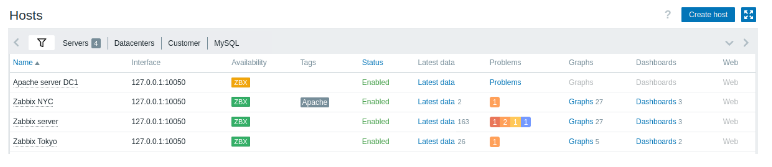 Hosts ? Create host
Servers 4 Datacenters Customer MySQL
Name Interface Availability Tags Status Latest data Problems Graphs Dashboards Web
Apache server DC1 127.0.0.1:10050 ZBX Enabled Latest data Problems Graphs Dashboards Web
Zabbix NYC 127.0.0.1:10050 ZBX Apache Enabled Latest data 2 1 Graphs 27 Dashboards 3 Web
Zabbix server 127.0.0.1:10050 ZBX Enabled Latest data 163 1 2 1 1 Graphs 27 Dashboards 3 Web
Zabbix Tokyo 127.0.0.1:10050 ZBX Enabled Latest data 26 1 Graphs 5 Dashboards 2 Web